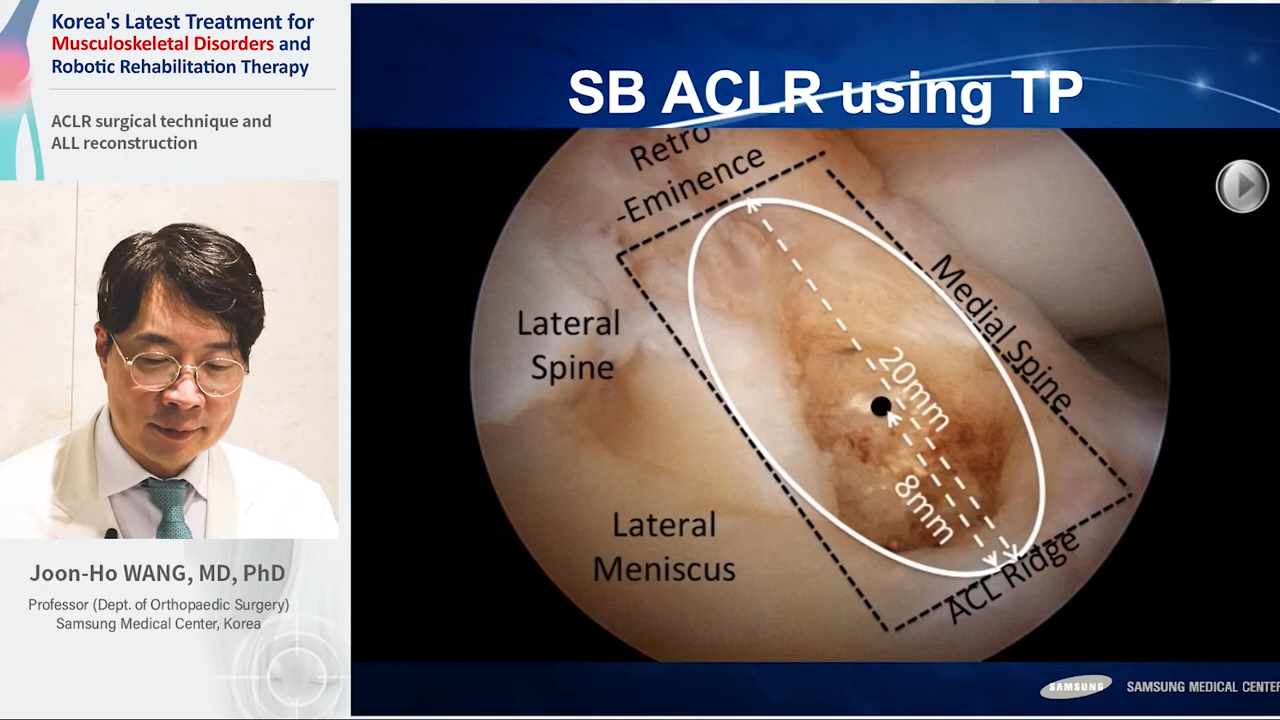 Korea's Latest Treatment for
Musculoskeletal Disorders and
Robotic Rehabilitation Therapy
ACLR surgical technique and
ALL reconstruction
Joon-Ho WANG, MD, PhD
Professor (Dept. of Orthopaedic Surgery)
Samsung Medical Center, Korea
SB ACLR using TP
Retro
-Eminence
Medial Spine
Lateral
Spine
20mm
8mm
Lateral
Meniscus
ACL Ridge
SAMSUNG
SAMSUNG MEDICAL CENTER